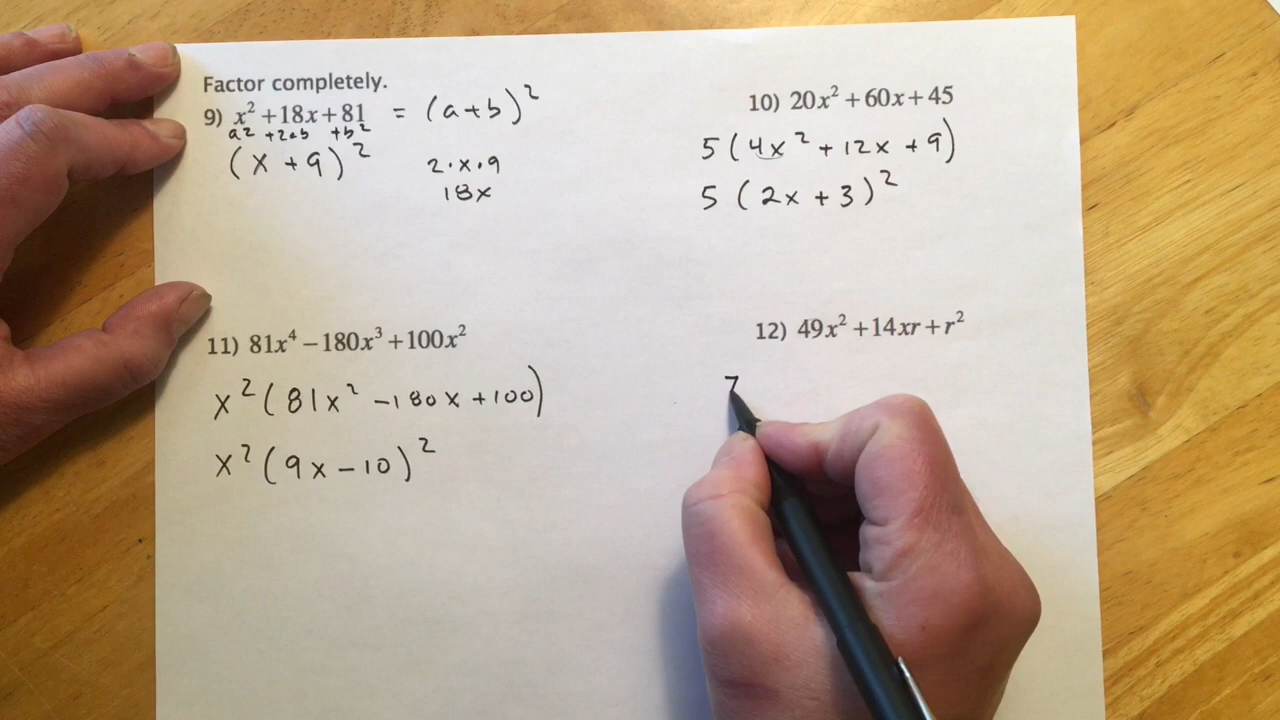 Factor completely.
9) x² + 18x + 81 = (a + b)²
a² + 2ab + b²
(x + 9)²
2 · x · 9
18x
10) 20x² + 60x + 45
5 (4x² + 12x + 9)
5 (2x + 3)²
11) 81x⁴ – 180x³ + 100x²
x² (81x² – 180x + 100)
x² (9x – 10)²
12) 49x² + 14xr + r²
7